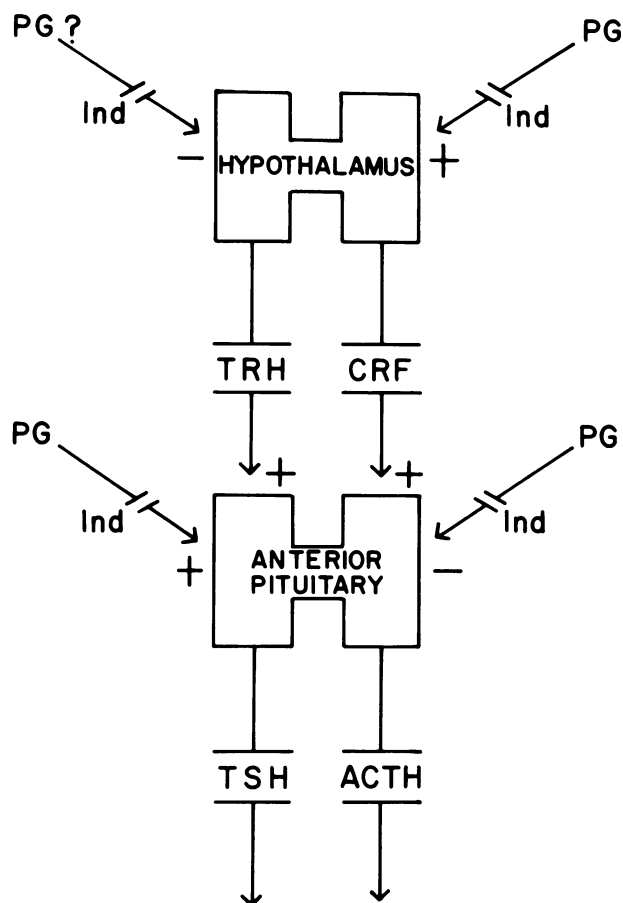 PG? PG
Ind Ind
− HYPOTHALAMUS +
TRH CRF
PG PG
+ +
Ind Ind
ANTERIOR
+ PITUITARY −
TSH ACTH